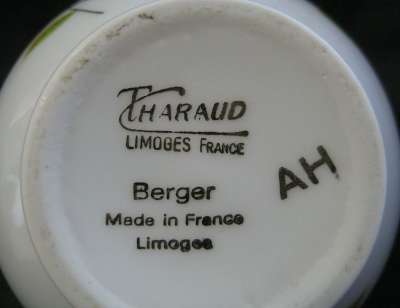 THARAUD
LIMOGES FRANCE
AH
Berger
Made in France
Limoges